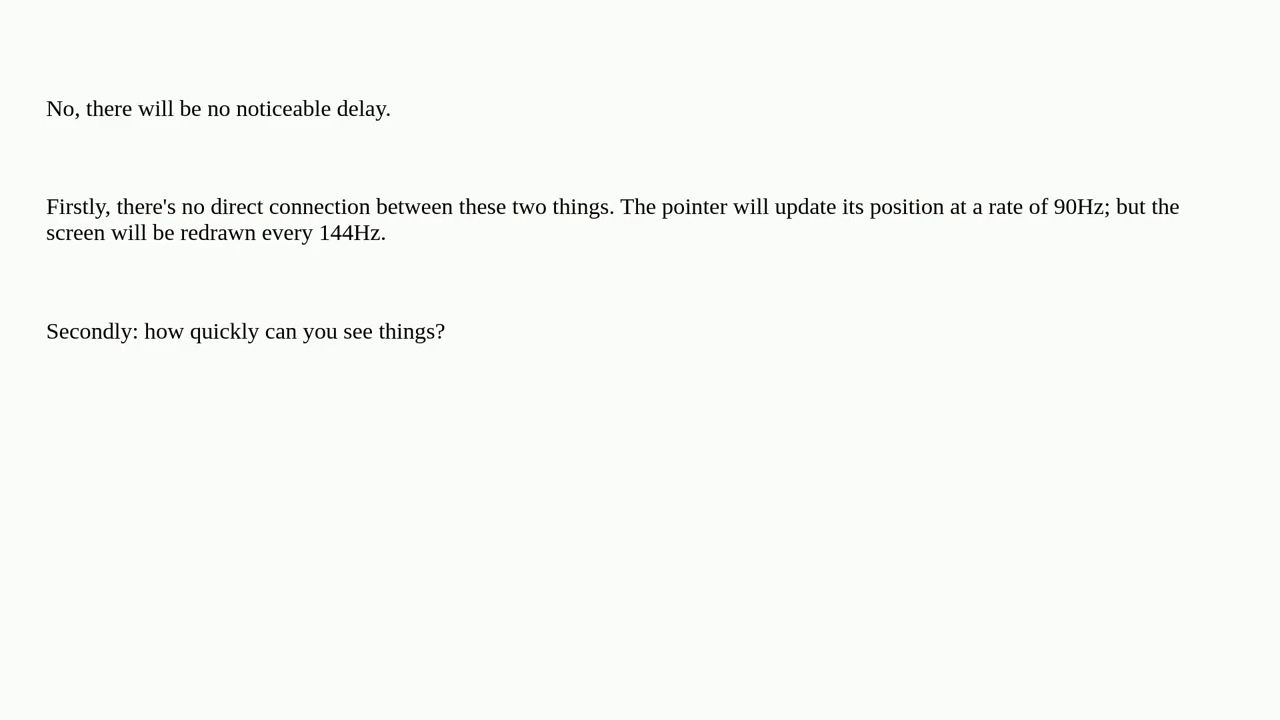 No, there will be no noticeable delay.
Firstly, there's no direct connection between these two things. The pointer will update its position at a rate of 90Hz; but the
screen will be redrawn every 144Hz.
Secondly: how quickly can you see things?